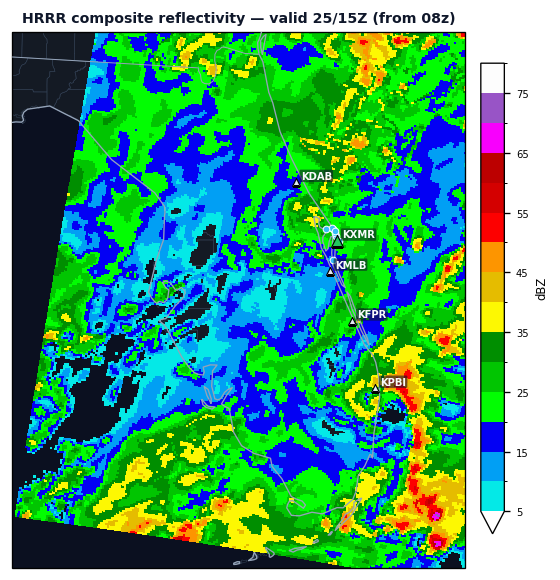 HRRR composite reflectivity — valid 25/15Z (from 08z)
KDAB
KXMR
KMLB
KFPR
KPBI
75
65
55
45
35
25
15
5
dBZ